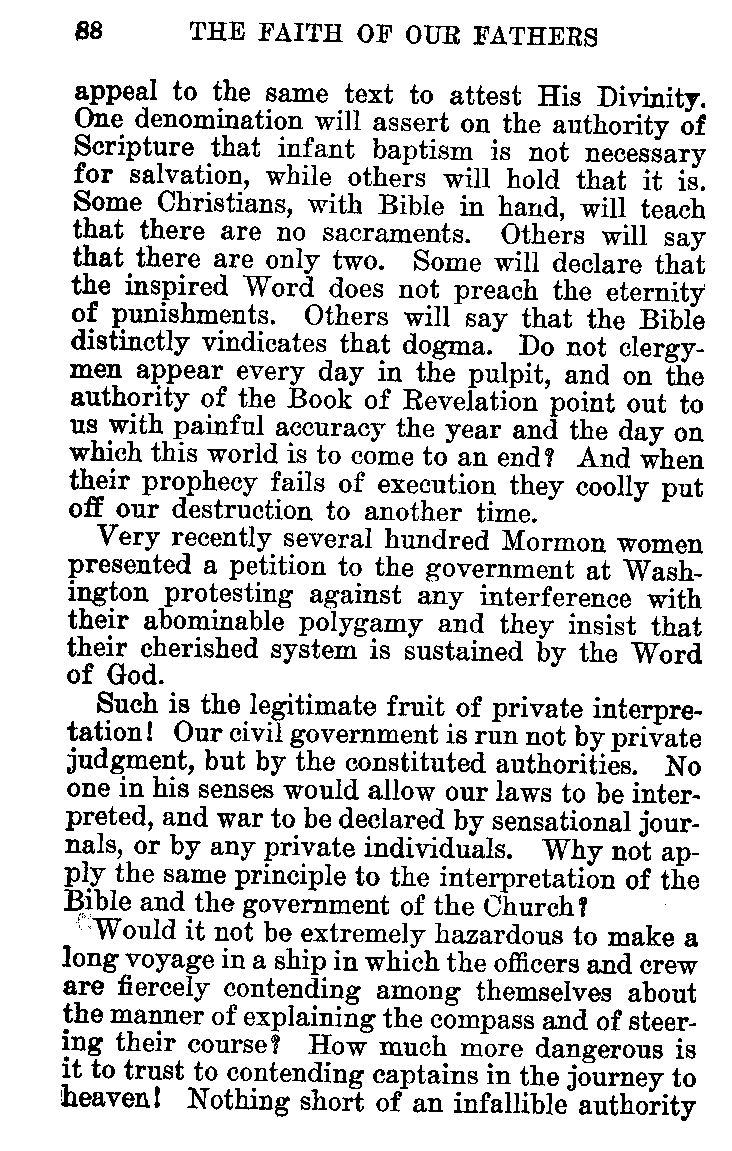 88 THE FAITH OF OUR FATHERS
appeal to the same text to attest His Divinity.
One denomination will assert on the authority of
Scripture that infant baptism is not necessary
for salvation, while others will hold that it is.
Some Christians, with Bible in hand, will teach
that there are no sacraments. Others will say
that there are only two. Some will declare that
the inspired Word does not preach the eternity
of punishments. Others will say that the Bible
distinctly vindicates that dogma. Do not clergy-
men appear every day in the pulpit, and on the
authority of the Book of Revelation point out to
us with painful accuracy the year and the day on
which this world is to come to an end? And when
their prophecy fails of execution they coolly put
off our destruction to another time.
Very recently several hundred Mormon women
presented a petition to the government at Wash-
ington protesting against any interference with
their abominable polygamy and they insist that
their cherished system is sustained by the Word
of God.
Such is the legitimate fruit of private interpre-
tation! Our civil government is run not by private
judgment, but by the constituted authorities. No
one in his senses would allow our laws to be inter-
preted, and war to be declared by sensational jour-
nals, or by any private individuals. Why not ap-
ply the same principle to the interpretation of the
Bible and the government of the Church?
Would it not be extremely hazardous to make a
long voyage in a ship in which the officers and crew
are fiercely contending among themselves about
the manner of explaining the compass and of steer-
ing their course? How much more dangerous is
it to trust to contending captains in the journey to
heaven! Nothing short of an infallible authority